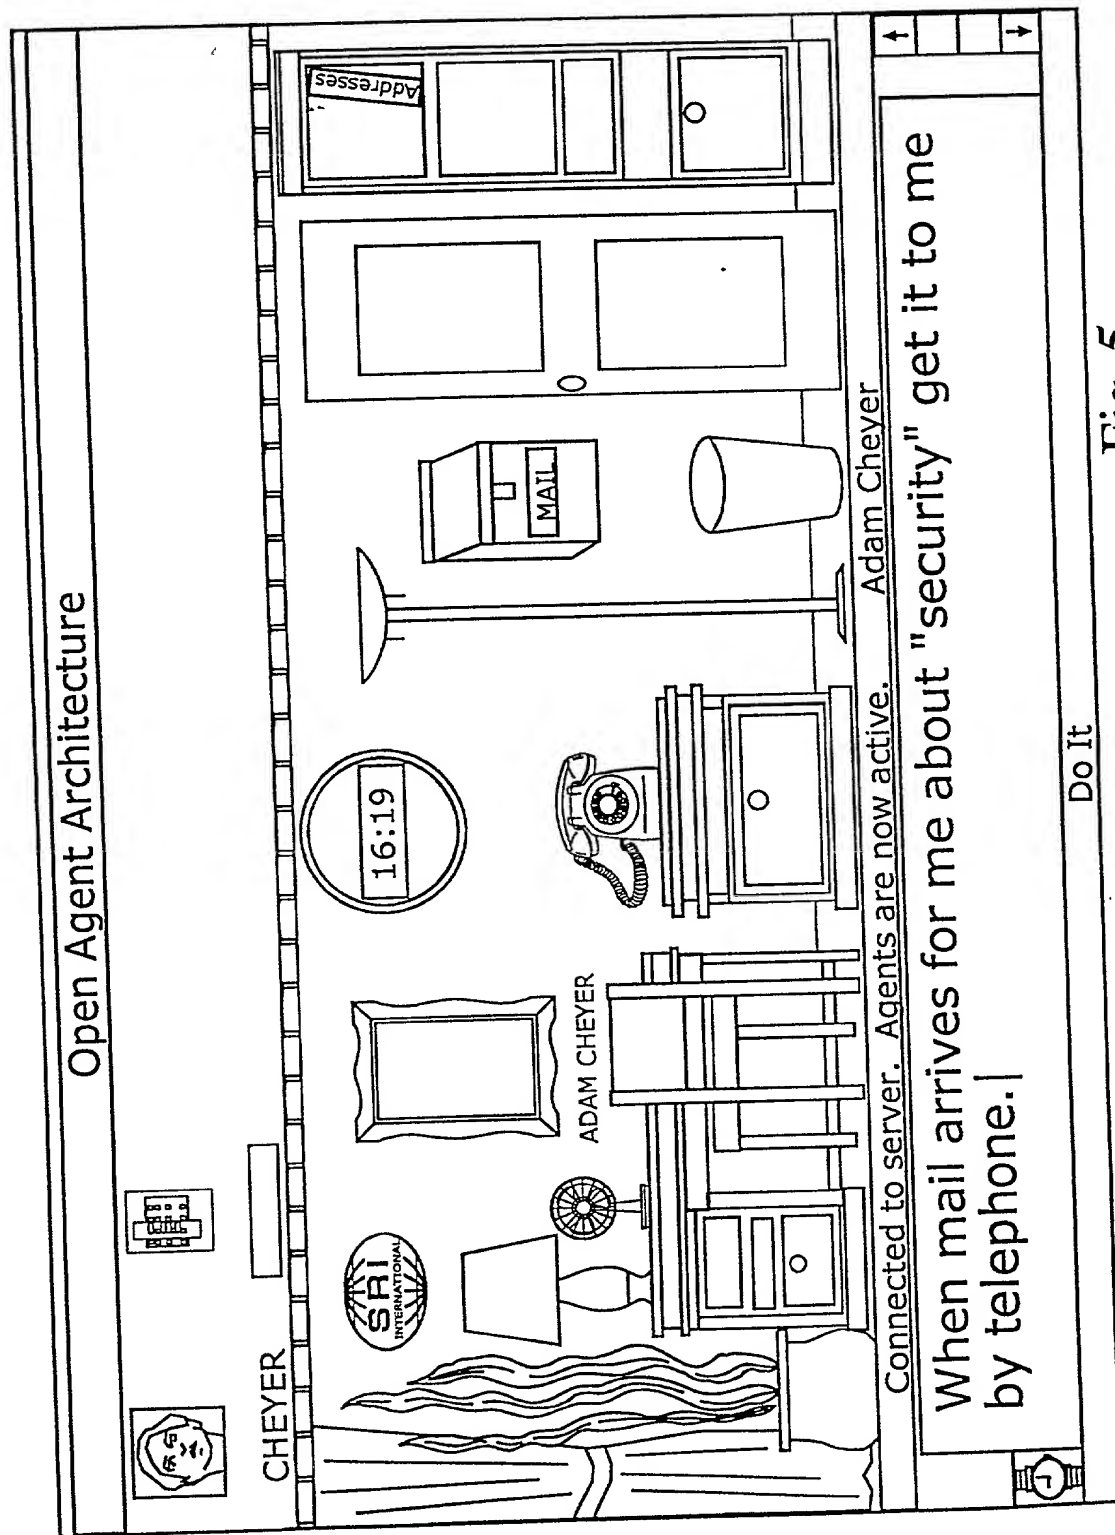 Open Agent Architecture
CHEYER
SRI
INTERNATIONAL
16:19
ADAM CHEYER
MAIL
Addresses
Connected to server. Agents are now active. Adam Cheyer
When mail arrives for me about "security" get it to me
by telephone.
Do It
Fig. 5